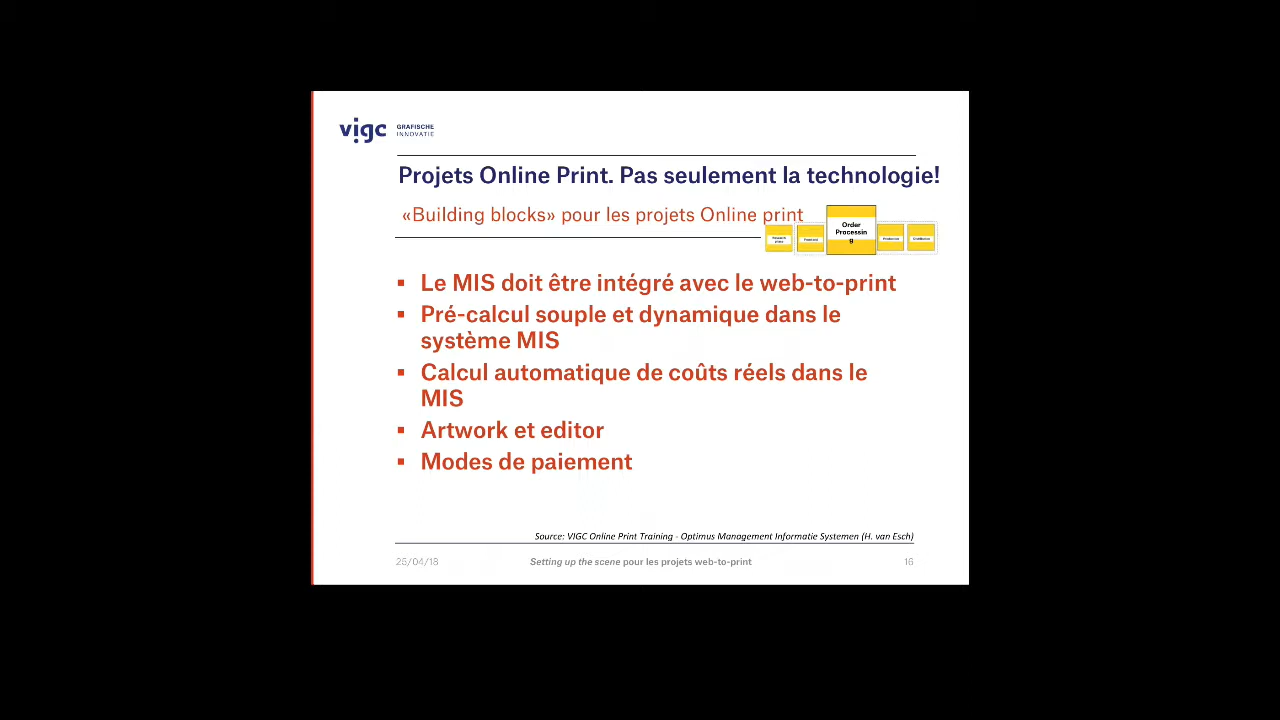 vigc GRAFISCHE
INNOVATIE
Projets Online Print. Pas seulement la technologie!
«Building blocks» pour les projets Online print
Order
Processin
g
▪ Le MIS doit être intégré avec le web-to-print
▪ Pré-calcul souple et dynamique dans le
système MIS
▪ Calcul automatique de coûts réels dans le
MIS
▪ Artwork et editor
▪ Modes de paiement
Source: VIGC Online Print Training - Optimus Management Informatie Systemen (H. van Esch)
25/04/18 Setting up the scene pour les projets web-to-print 16